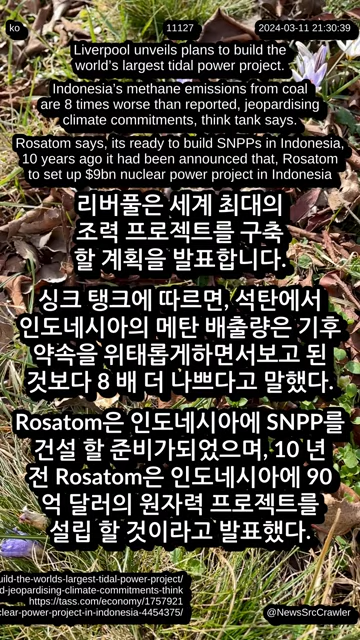 ko
11127
2024-03-11 21:30:39
Liverpool unveils plans to build the
world's largest tidal power project.
Indonesia's methane emissions from coal
are 8 times worse than reported, jeopardising
climate commitments, think tank says.
Rosatom says, its ready to build SNPPs in Indonesia,
10 years ago it had been announced that, Rosatom
to set up $9bn nuclear power project in Indonesia
리버풀은 세계 최대의
조력 프로젝트를 구축
할 계획을 발표합니다.
싱크 탱크에 따르면, 석탄에서
인도네시아의 메탄 배출량은 기후
약속을 위태롭게하면서보고 된
것보다 8 배 더 나쁘다고 말했다.
Rosatom은 인도네시아에 SNPP를
건설 할 준비가되었으며, 10 년
전 Rosatom은 인도네시아에 90
억 달러의 원자력 프로젝트를
설립 할 것이라고 발표했다.
uild-the-worlds-largest-tidal-power-project/
d-jeopardising-climate-commitments-think
https://tass.com/economy/1757921
clear-power-project-in-indonesia-4454375/
@NewsSrcCrawler